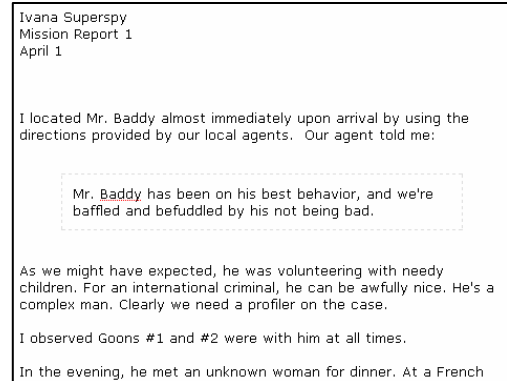 Ivana Superspy
Mission Report 1
April 1
I located Mr. Baddy almost immediately upon arrival by using the
directions provided by our local agents.  Our agent told me:
Mr. Baddy has been on his best behavior, and we're
baffled and befuddled by his not being bad.
As we might have expected, he was volunteering with needy
children. For an international criminal, he can be awfully nice. He's a
complex man. Clearly we need a profiler on the case.
I observed Goons #1 and #2 were with him at all times.
In the evening, he met an unknown woman for dinner. At a French